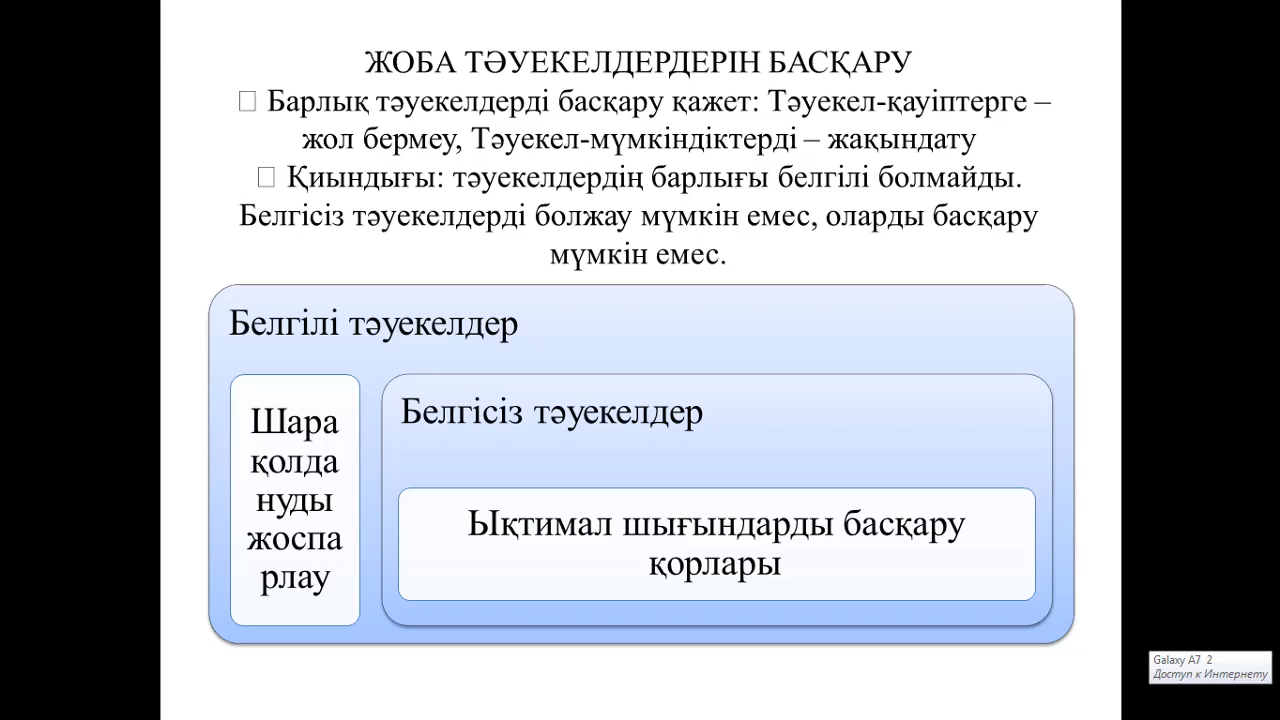 ЖОБА ТӘУЕКЕЛДЕРДЕРІН БАСҚАРУ
Барлық тәуекелдерді басқару қажет: Тәуекел-қауіптерге –
жол бермеу, Тәуекел-мүмкіндіктерді – жақындату
Қиындығы: тәуекелдердің барлығы белгілі болмайды.
Белгісіз тәуекелдерді болжау мүмкін емес, оларды басқару
мүмкін емес.
Белгілі тәуекелдер
Шара
қолда
нуды
жоспа
рлау
Белгісіз тәуекелдер
Ықтимал шығындарды басқару
қорлары
Galaxy A7 2
Доступ к Интернету